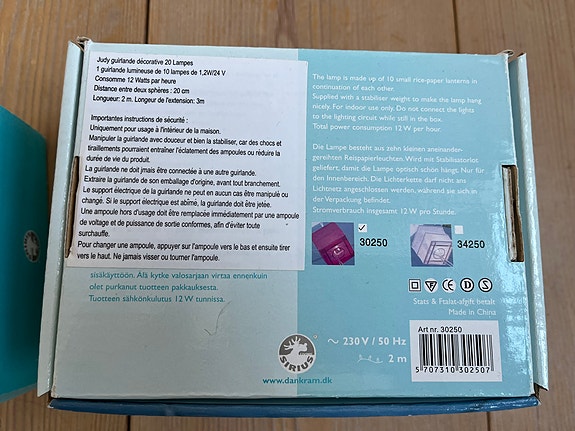 Judy guirlande décorative 20 Lampes
1 guirlande lumineuse de 10 lampes de 1,2W/24 V
Consomme 12 Watts par heure
Distance entre deux sphères : 20 cm
Longueur: 2 m. Longeur de l'extension: 3m
Importantes instructions de sécurité :
Uniquement pour usage à l'intérieur de la maison.
Manipuler la guirlande avec douceur et bien la stabiliser, car des chocs et
tiraillements pourraient entraîner l'éclatement des ampoules ou réduire la
durée de vie du produit.
La guirlande ne doit jamais être connectée à une autre guirlande.
Extraire la guirlande de son emballage d'origine, avant tout branchement.
Le support électrique de la guirlande ne peut en aucun cas être manipulé ou
changé. Si le support électrique est abîme, la guirlande doit être jetée.
Une ampoule hors d'usage doit être remplacée immédiatement par une ampoule
de voltage et de puissance de sortie conformes, afin d'éviter toute
surchauffe.
Pour changer une ampoule, appuyer sur l'ampoule vers le bas et ensuite tirer
vers le haut. Ne jamais visser ou tourner l'ampoule.
sisäkäyttöön. Älä kytke valosarjaan virtaa ennenkuin
olet purkanut tuotteen pakkauksesta.
Tuotteen sähkönkulutus 12 W tunnissa.
The lamp is made up of 10 small rice-paper lanterns in
continuation of each other
Supplied with a stabiliser weight to make the lamp hang
nicely. For indoor use only. Do not connect the lights
to the lighting circuit while still in the box.
Total power consumption 12 W per hour.
Die Lampe besteht aus zehn kleinen aneinander-
gereihten Reispapierleuchten. Wird mit Stabilisatorlot
geliefert, damit die Lampe optisch schön hängt. Nur für
den Innenbereich. Die Lichterkette darf nicht ans
Lichtnetz angeschlossen werden, während sie sich
in der Verpackung befindet.
Stromverbrauch insgesamt 12 W pro Stunde.
30250
34250
Statt & Ftalat-afgift betalt
Made in China
Art nr. 30250
5 707310 302507
~ 230 V / 50 Hz
2 m
SIRIUS
www.dankram.dk